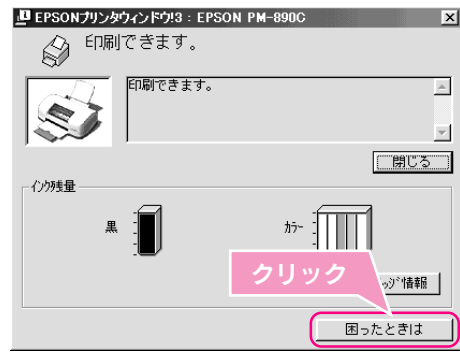 EPSONプリンタウィンドウ!3 : EPSON PM-890C
印刷できます。
印刷できます。
閉じる
インク残量
黒
カラー
クリック
ッジ情報
困ったときは